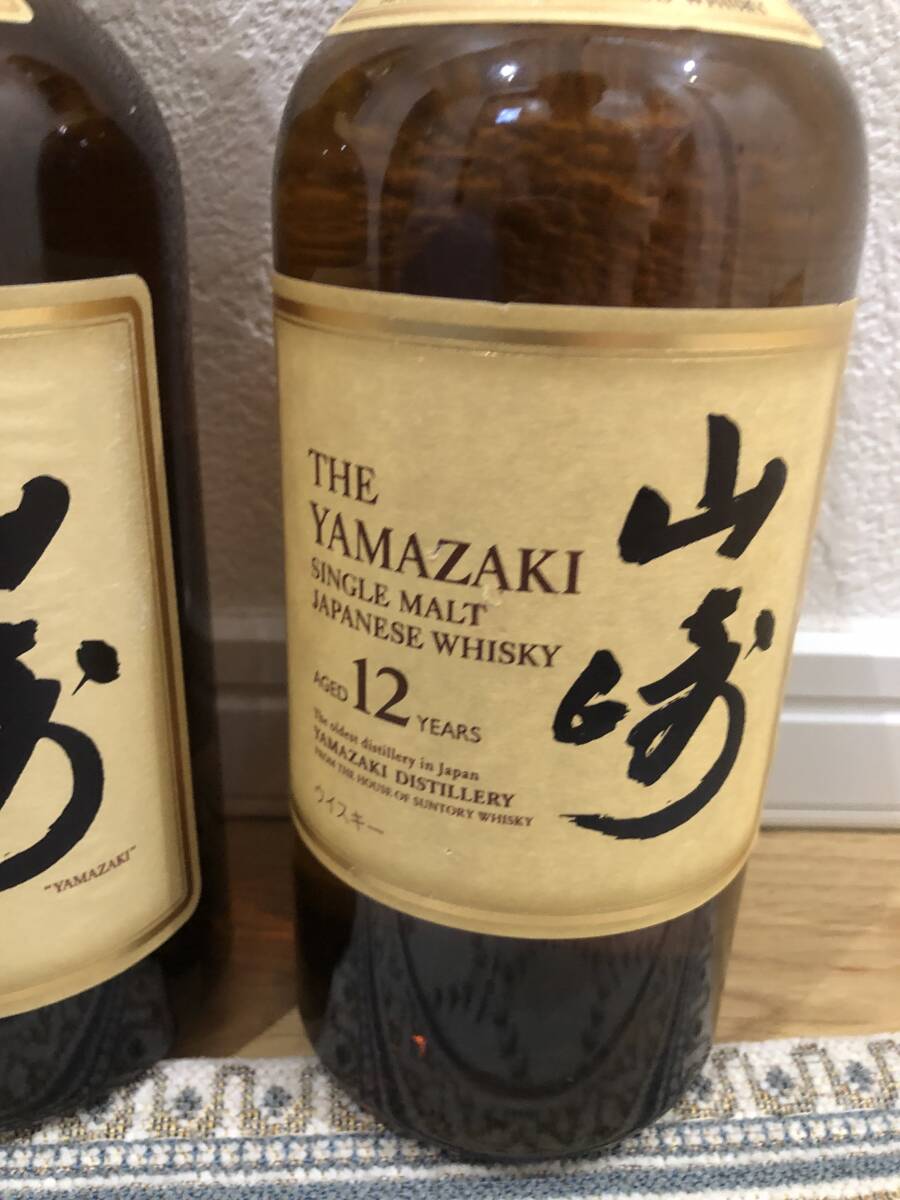 WHISKY
THE
YAMAZAKI
SINGLE MALT
JAPANESE WHISKY
AGED 12 YEARS
The oldest distillery in Japan
YAMAZAKI DISTILLERY
FROM THE HOUSE OF SUNTORY WHISKY
ウイスキー
山崎
"YAMAZAKI"